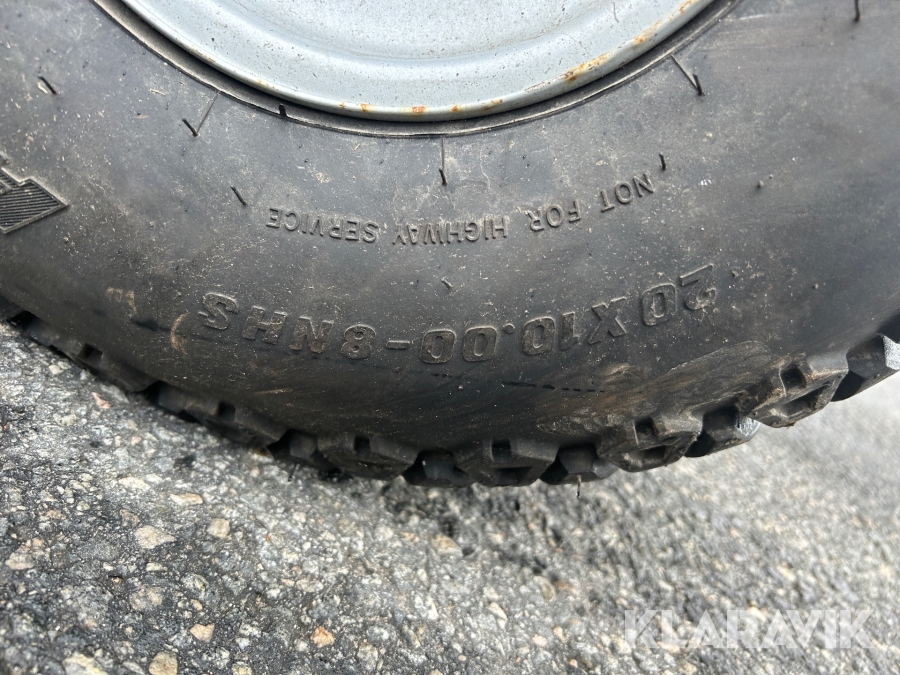 NOT FOR HIGHWAY SERVICE
20X10.00-8NHS
KLARAVIK